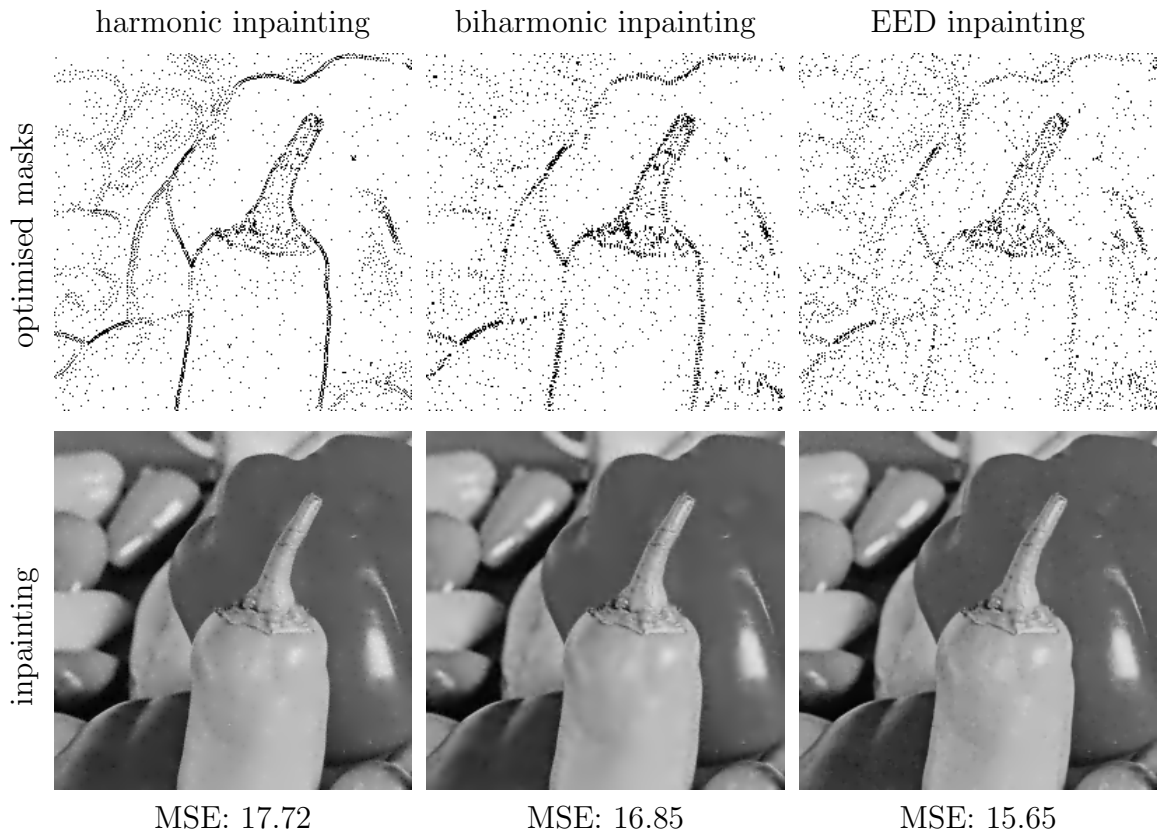 harmonic inpainting
biharmonic inpainting
EED inpainting
optimised masks
inpainting
MSE: 17.72
MSE: 16.85
MSE: 15.65